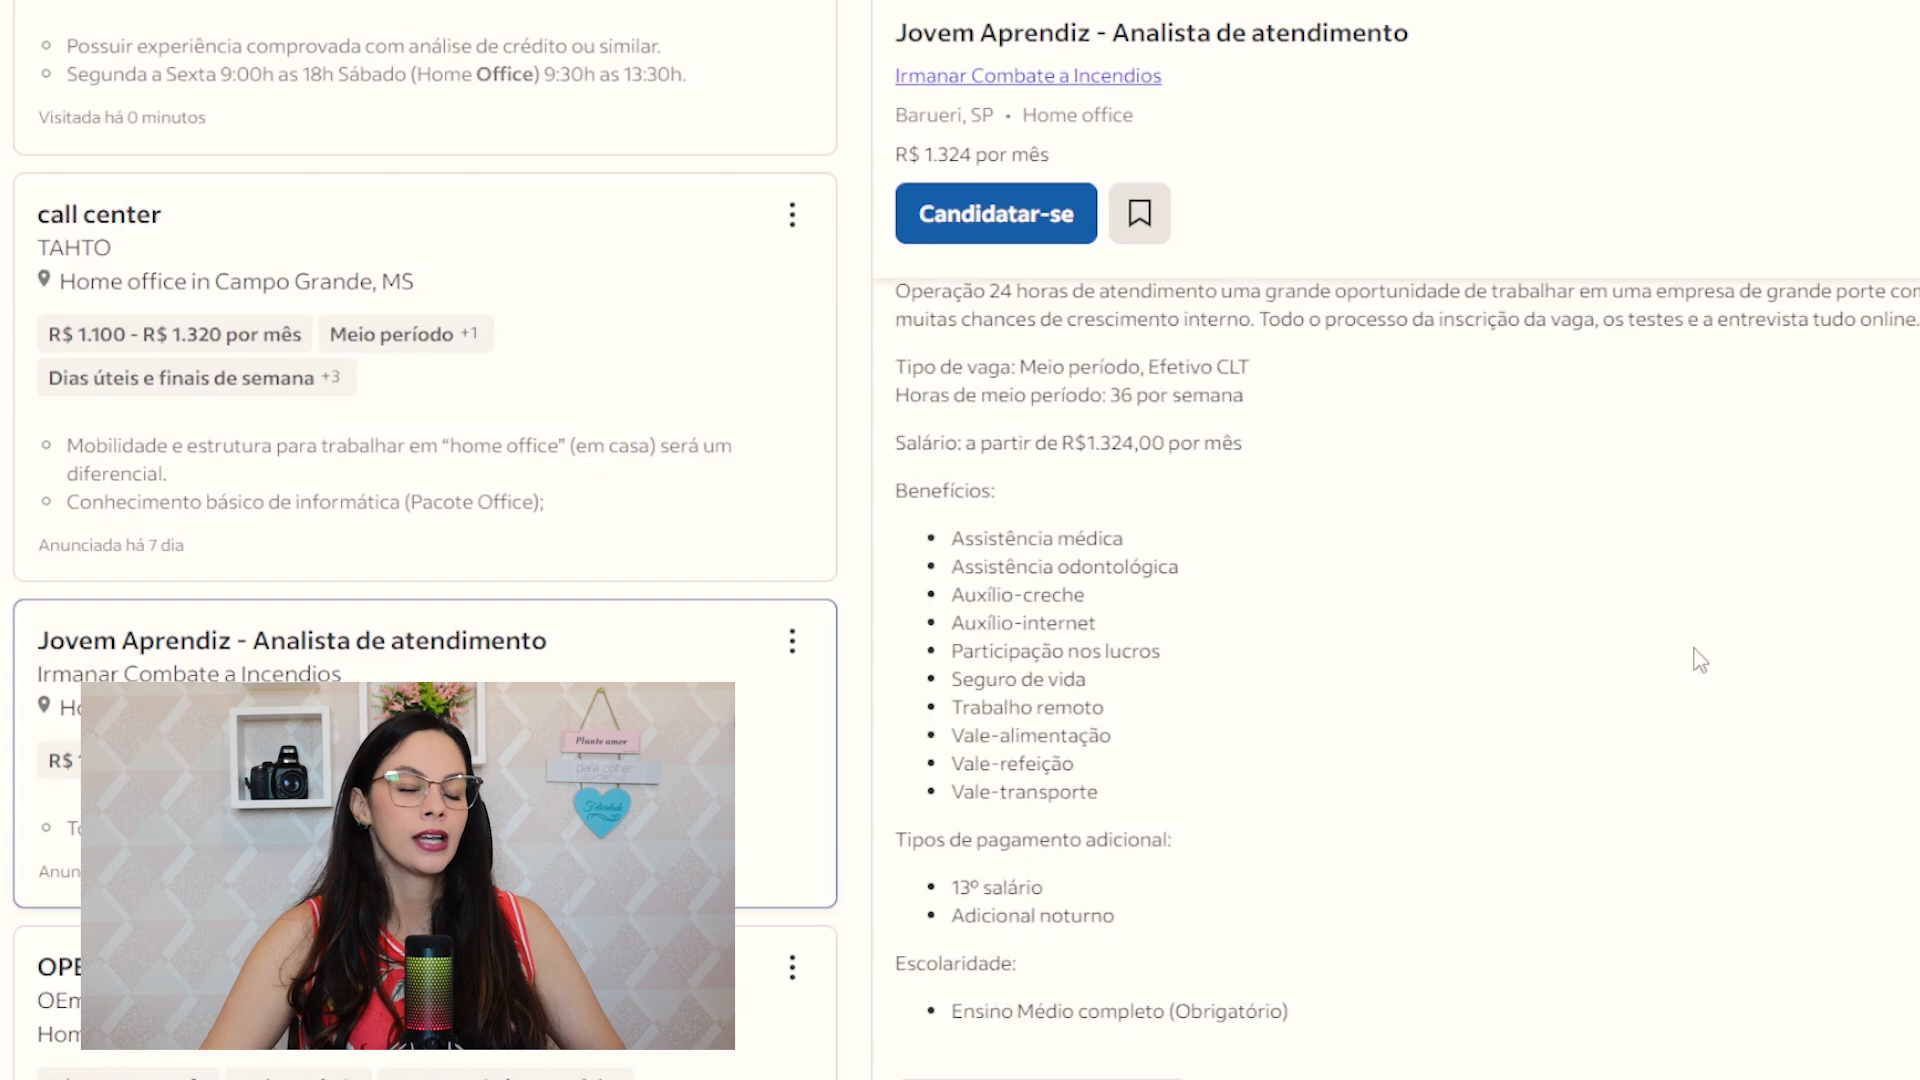 Possuir experiência comprovada com análise de crédito ou similar.
Segunda a Sexta 9:00h as 18h Sábado (Home Office) 9:30h as 13:30h.
Visitada há 0 minutos
call center
TAHTO
Home office in Campo Grande, MS
R$ 1.100 - R$ 1.320 por mês
Meio período +1
Dias úteis e finais de semana +3
Mobilidade e estrutura para trabalhar em “home office” (em casa) será um
diferencial.
Conhecimento básico de informática (Pacote Office);
Anunciada há 7 dia
Jovem Aprendiz - Analista de atendimento
Irmanar Combate a Incendios
Plante amor
para colher
Felicidade
Jovem Aprendiz - Analista de atendimento
Irmanar Combate a Incendios
Barueri, SP • Home office
R$ 1.324 por mês
Candidatar-se
Operação 24 horas de atendimento uma grande oportunidade de trabalhar em uma empresa de grande porte
muitas chances de crescimento interno. Todo o processo da inscrição da vaga, os testes e a entrevista tudo online.
Tipo de vaga: Meio período, Efetivo CLT
Horas de meio período: 36 por semana
Salário: a partir de R$1.324,00 por mês
Benefícios:
Assistência médica
Assistência odontológica
Auxílio-creche
Auxílio-internet
Participação nos lucros
Seguro de vida
Trabalho remoto
Vale-alimentação
Vale-refeição
Vale-transporte
Tipos de pagamento adicional:
13º salário
Adicional noturno
Escolaridade:
Ensino Médio completo (Obrigatório)